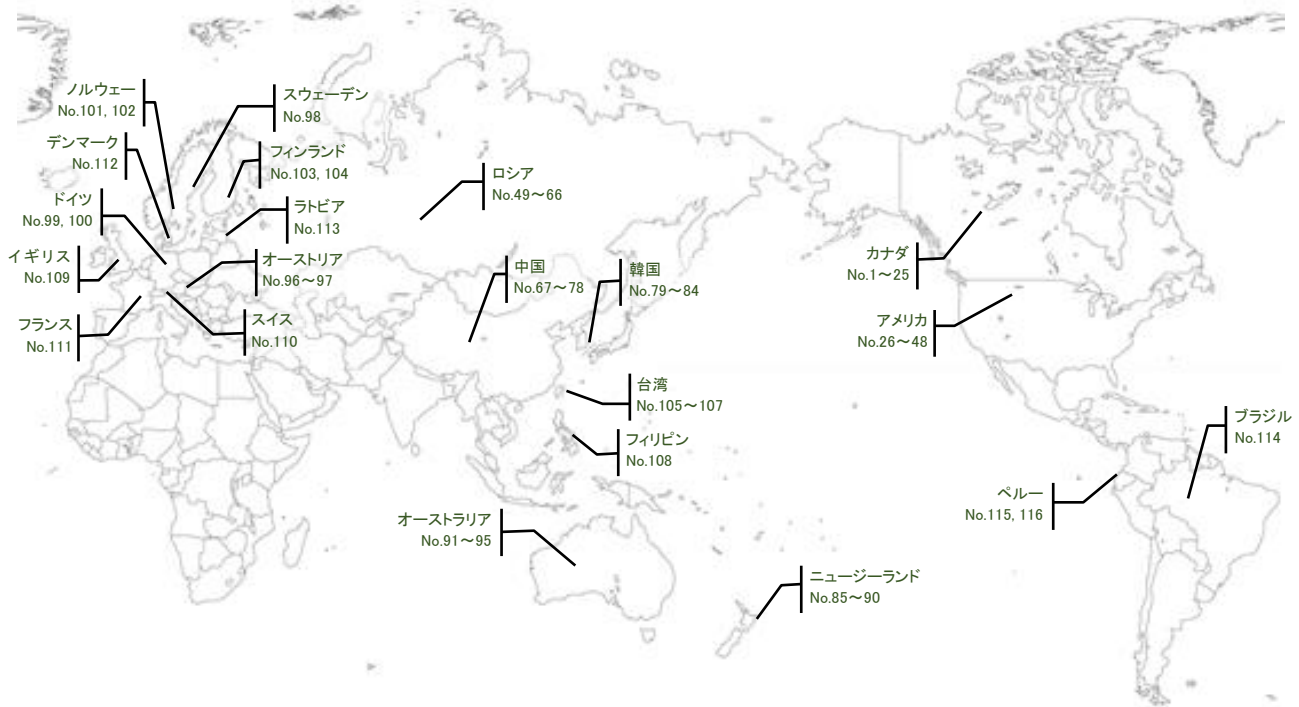 ノルウェー
No.101, 102
スウェーデン
No.98
デンマーク
No.112
フィンランド
No.103, 104
ドイツ
No.99, 100
ラトビア
No.113
ロシア
No.49～66
イギリス
No.109
オーストリア
No.96～97
中国
No.67～78
韓国
No.79～84
カナダ
No.1～25
フランス
No.111
スイス
No.110
アメリカ
No.26～48
台湾
No.105～107
フィリピン
No.108
ブラジル
No.114
ペルー
No.115, 116
オーストラリア
No.91～95
ニュージーランド
No.85～90